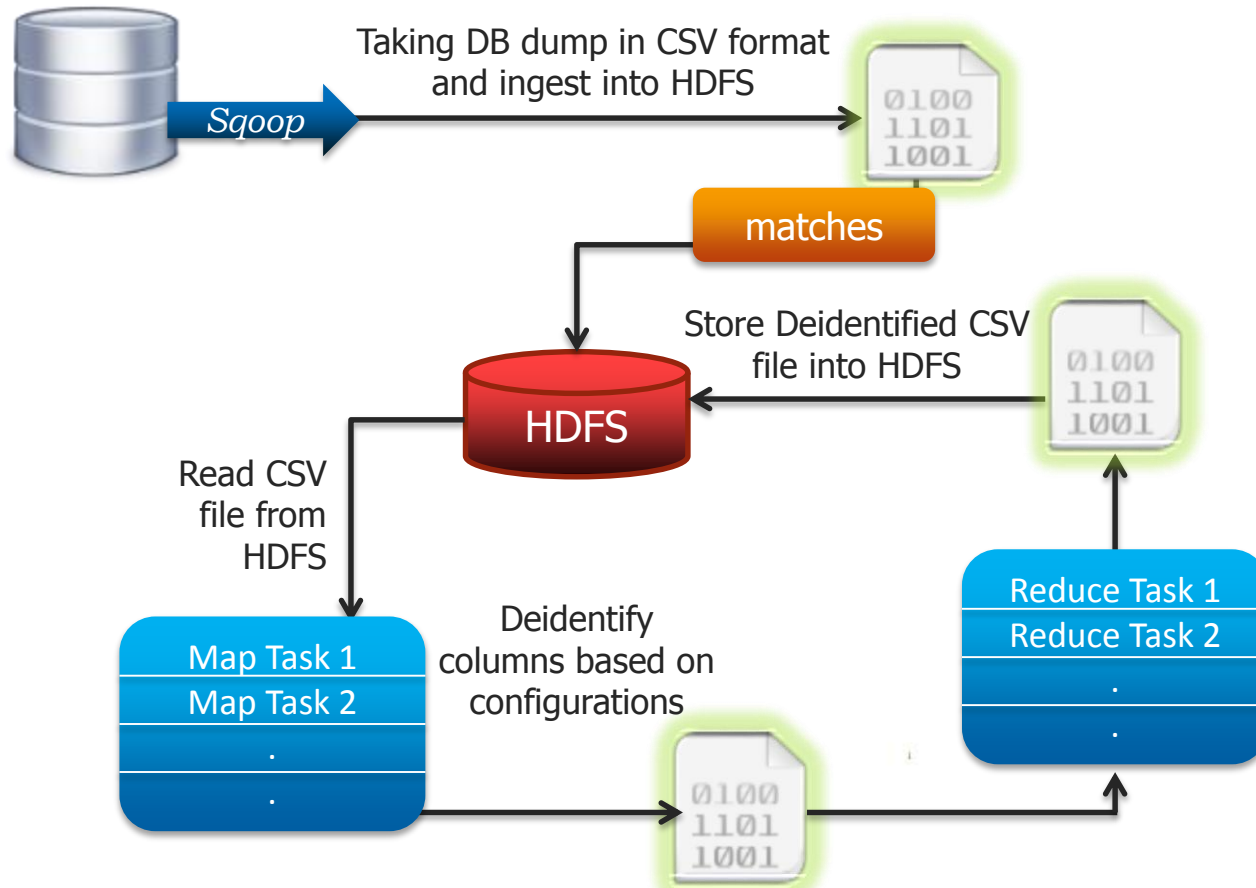 Taking DB dump in CSV format
and ingest into HDFS
Sqoop
0100
1101
1001
matches
Store Deidentified CSV
file into HDFS
0100
1101
1001
HDFS
Read CSV
file from
HDFS
Reduce Task 1
Reduce Task 2
.
.
Map Task 1
Map Task 2
.
.
Deidentify
columns based on
configurations
0100
1101
1001